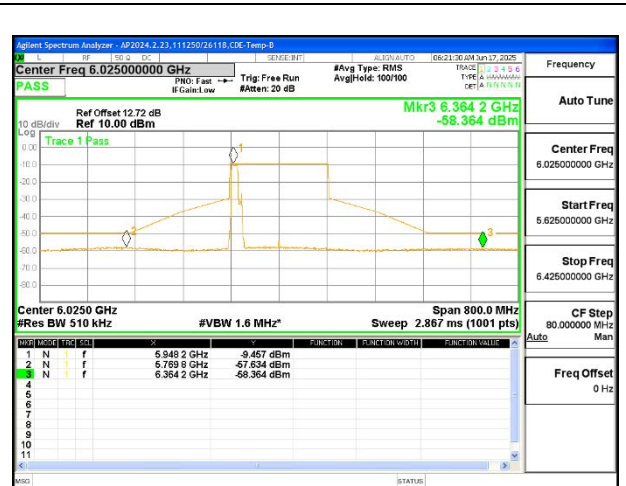 Agilent Spectrum Analyzer - AP2024.2.23,111250/26118,CDE-Temp-B
L RF 50 Ω DC SENSE:INT ALIGNAUTO 06:21:30 AM Jun 17, 2025
Center Freq 6.025000000 GHz #Avg Type: RMS TRACE 1 2 3 4 5 6
PNO: Fast Trig: Free Run Avg|Hold: 100/100 TYPE A
PASS IFGain:Low #Atten: 20 dB DET A N N N N N
Mkr3 6.364 2 GHz
Ref Offset 12.72 dB
10 dB/div Ref 10.00 dBm -58.364 dBm
Log
Trace 1 Pass
0.00
-10.0
-20.0
-30.0
-40.0
-50.0
-60.0
-70.0
-80.0
1
2
3
Center 6.0250 GHz Span 800.0 MHz
#Res BW 510 kHz #VBW 1.6 MHz* Sweep 2.867 ms (1001 pts)
MKR MODE TRC SCL X Y FUNCTION FUNCTION WIDTH FUNCTION VALUE
1 N 1 f 5.948 2 GHz -9.457 dBm
2 N 1 f 5.769 8 GHz -57.634 dBm
3 N 1 f 6.364 2 GHz -58.364 dBm
4
5
6
7
8
9
10
11
MSG STATUS
Frequency
Auto Tune
Center Freq
6.025000000 GHz
Start Freq
5.625000000 GHz
Stop Freq
6.425000000 GHz
CF Step
80.000000 MHz
Auto Man
Freq Offset
0 Hz